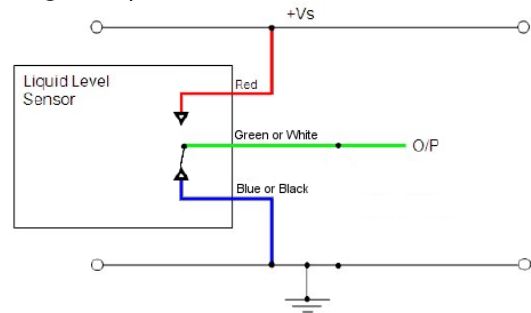 +Vs
Liquid Level
Sensor
Red
Green or White
O/P
Blue or Black